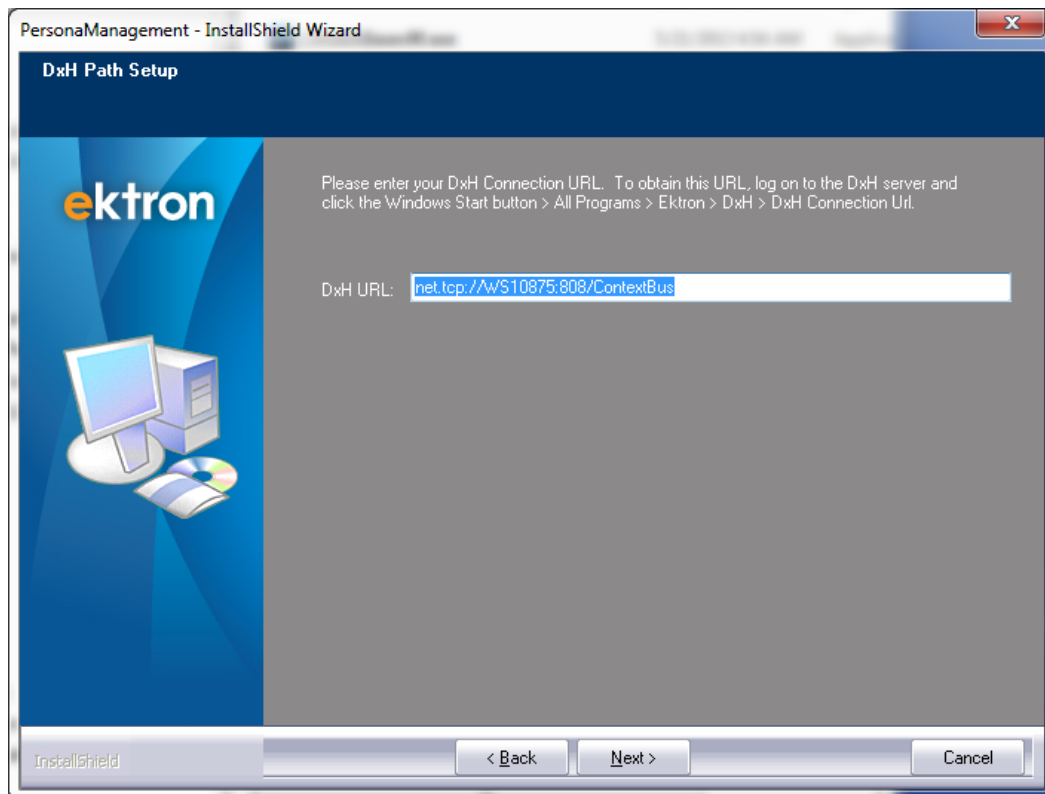 PersonaManagement - InstallShield Wizard
DxH Path Setup
ektron
Please enter your DxH Connection URL. To obtain this URL, log on to the DxH server and
click the Windows Start button > All Programs > Ektron > DxH > DxH Connection Url.
DxH URL: net.tcp://WS10875:808/ContextBus
InstallShield
< Back
Next >
Cancel